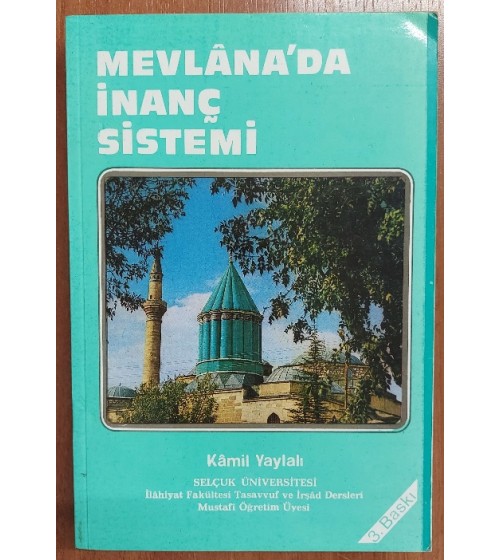 MEVLÂNA'DA
İNANÇ
SİSTEMİ
Kâmil Yaylalı
SELÇUK ÜNİVERSİTESİ
İlâhiyat Fakültesi Tasavvuf ve İrşâd Dersleri
Mustafi Öğretim Üyesi
3. Baskı